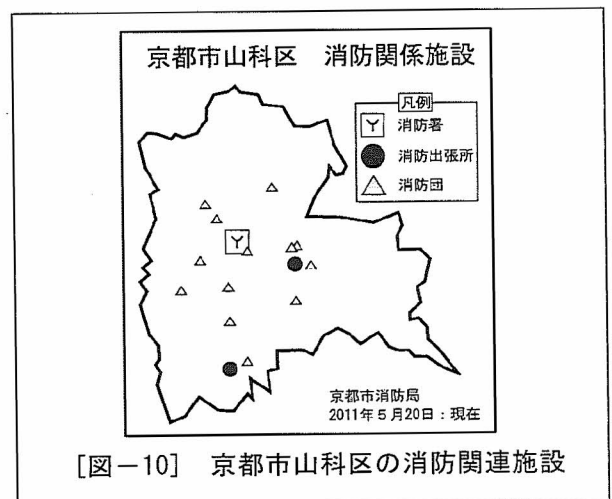 京都市山科区 消防関係施設
凡例
Y 消防署
消防出張所
消防団
Y
京都市消防局
2011年5月20日:現在
[図-10] 京都市山科区の消防関連施設